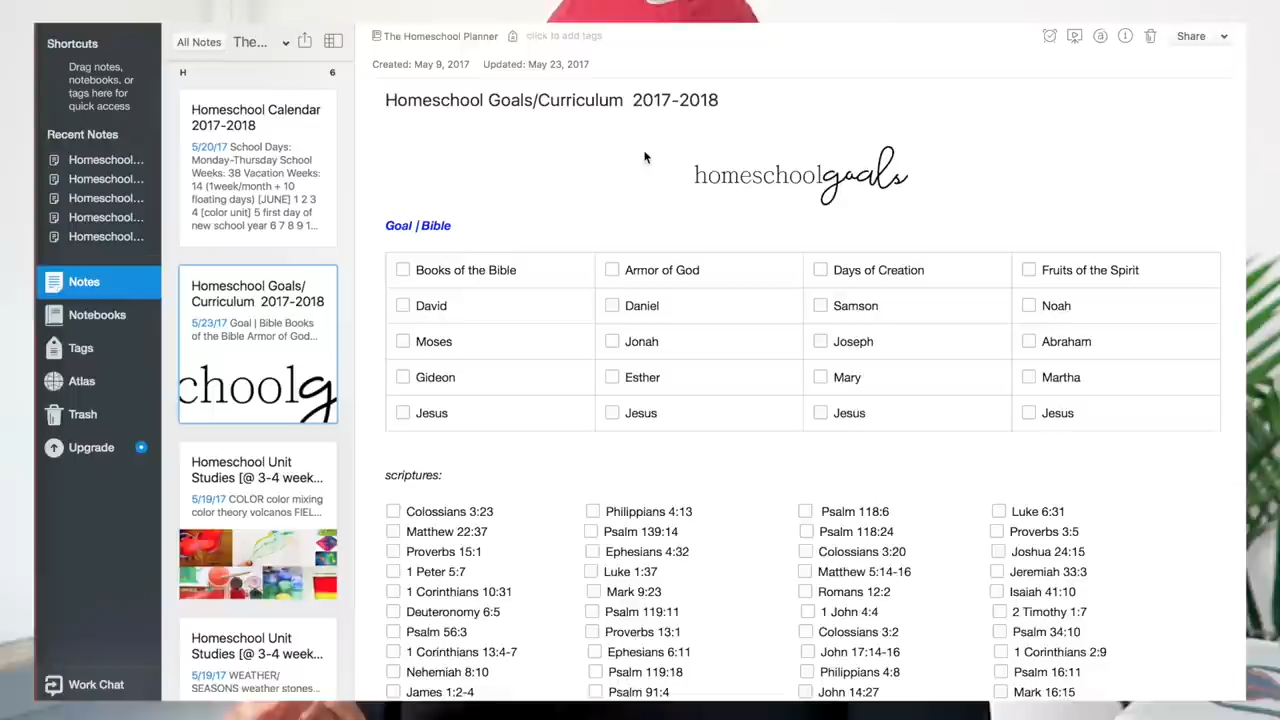 Shortcuts
Drag notes,
notebooks, or
tags here for
quick access
Recent Notes
Homeschool...
Homeschool...
Homeschool...
Homeschool...
Homeschool...
Notes
Notebooks
Tags
Atlas
Trash
Upgrade
Work Chat
All Notes The...
H 6
Homeschool Calendar
2017-2018
5/20/17 School Days:
Monday-Thursday School
Weeks: 38 Vacation Weeks:
14 (1week/month + 10
floating days) [JUNE] 1 2 3
4 [color unit] 5 first day of
new school year 6 7 8 9 1...
Homeschool Goals/
Curriculum 2017-2018
5/23/17 Goal | Bible Books
of the Bible Armor of God...
choolg
Homeschool Unit
Studies [@ 3-4 week...
5/19/17 COLOR color mixing
color theory volcanos FIEL...
Homeschool Unit
Studies [@ 3-4 week...
5/19/17 WEATHER/
SEASONS weather stones...
The Homeschool Planner click to add tags Share
Created: May 9, 2017 Updated: May 23, 2017
Homeschool Goals/Curriculum 2017-2018
homeschoolgoals
Goal | Bible
Books of the Bible Armor of God Days of Creation Fruits of the Spirit
David Daniel Samson Noah
Moses Jonah Joseph Abraham
Gideon Esther Mary Martha
Jesus Jesus Jesus Jesus
scriptures:
Colossians 3:23 Philippians 4:13 Psalm 118:6 Luke 6:31
Matthew 22:37 Psalm 139:14 Psalm 118:24 Proverbs 3:5
Proverbs 15:1 Ephesians 4:32 Colossians 3:20 Joshua 24:15
1 Peter 5:7 Luke 1:37 Matthew 5:14-16 Jeremiah 33:3
1 Corinthians 10:31 Mark 9:23 Romans 12:2 Isaiah 41:10
Deuteronomy 6:5 Psalm 119:11 1 John 4:4 2 Timothy 1:7
Psalm 56:3 Proverbs 13:1 Colossians 3:2 Psalm 34:10
1 Corinthians 13:4-7 Ephesians 6:11 John 17:14-16 1 Corinthians 2:9
Nehemiah 8:10 Psalm 119:18 Philippians 4:8 Psalm 16:11
James 1:2-4 Psalm 91:4 John 14:27 Mark 16:15